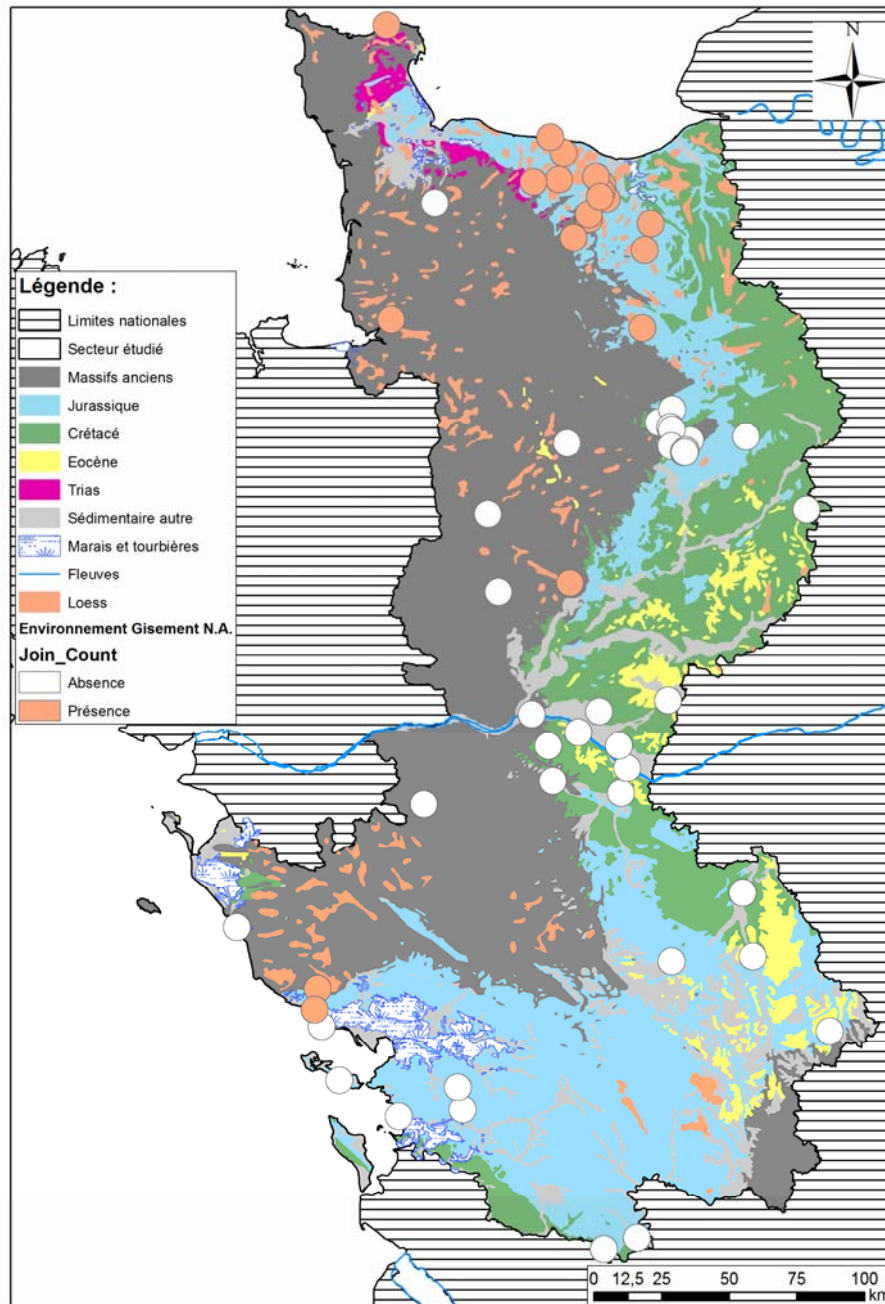 N
Légende :
Limites nationales
Secteur étudié
Massifs anciens
Jurassique
Crétacé
Eocène
Trias
Sédimentaire autre
Marais et tourbières
Fleuves
Loess
Environnement Gisement N.A.
Join_Count
Absence
Présence
0 12,5 25 50 75 100
km